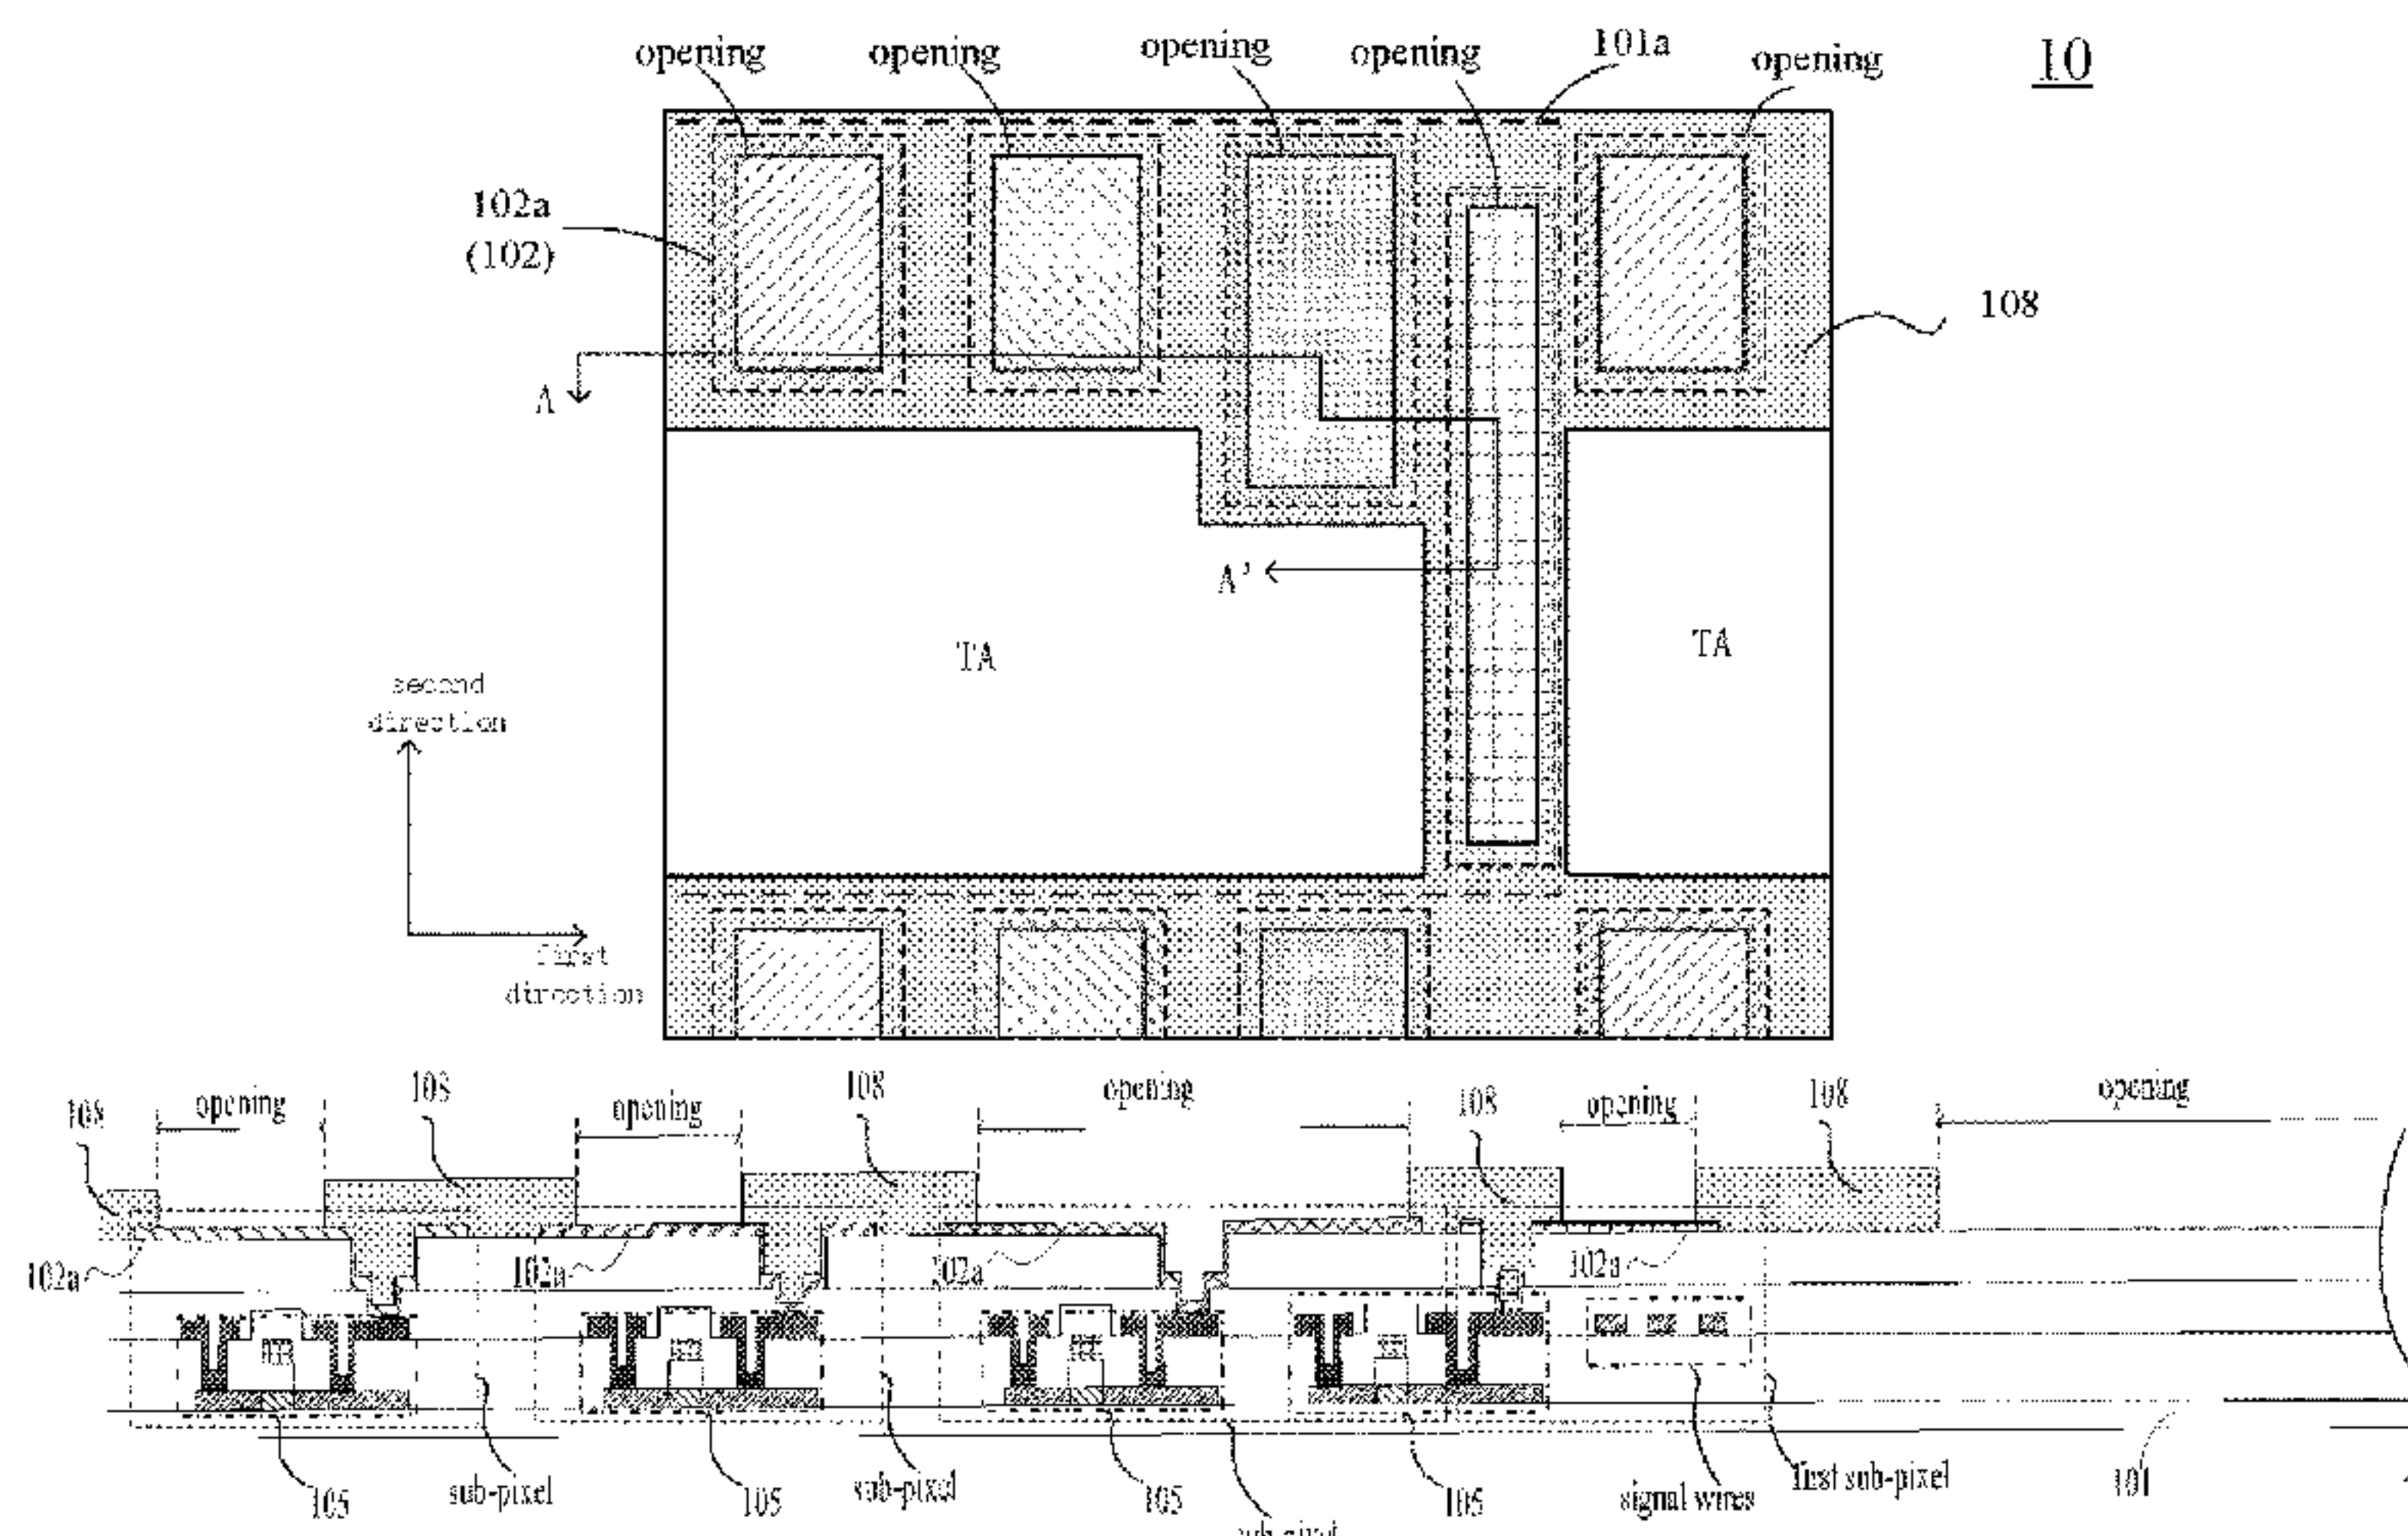 opening
opening
opening
opening
101a
opening
10
102a
(102)
108
A
A'
TA
TA
second
direction
first
direction
108
opening
108
opening
108
opening
108
opening
108
opening
102a
102a
102a
102a
105
sub-pixel
105
sub-pixel
105
105
signal wires
first sub-pixel
101